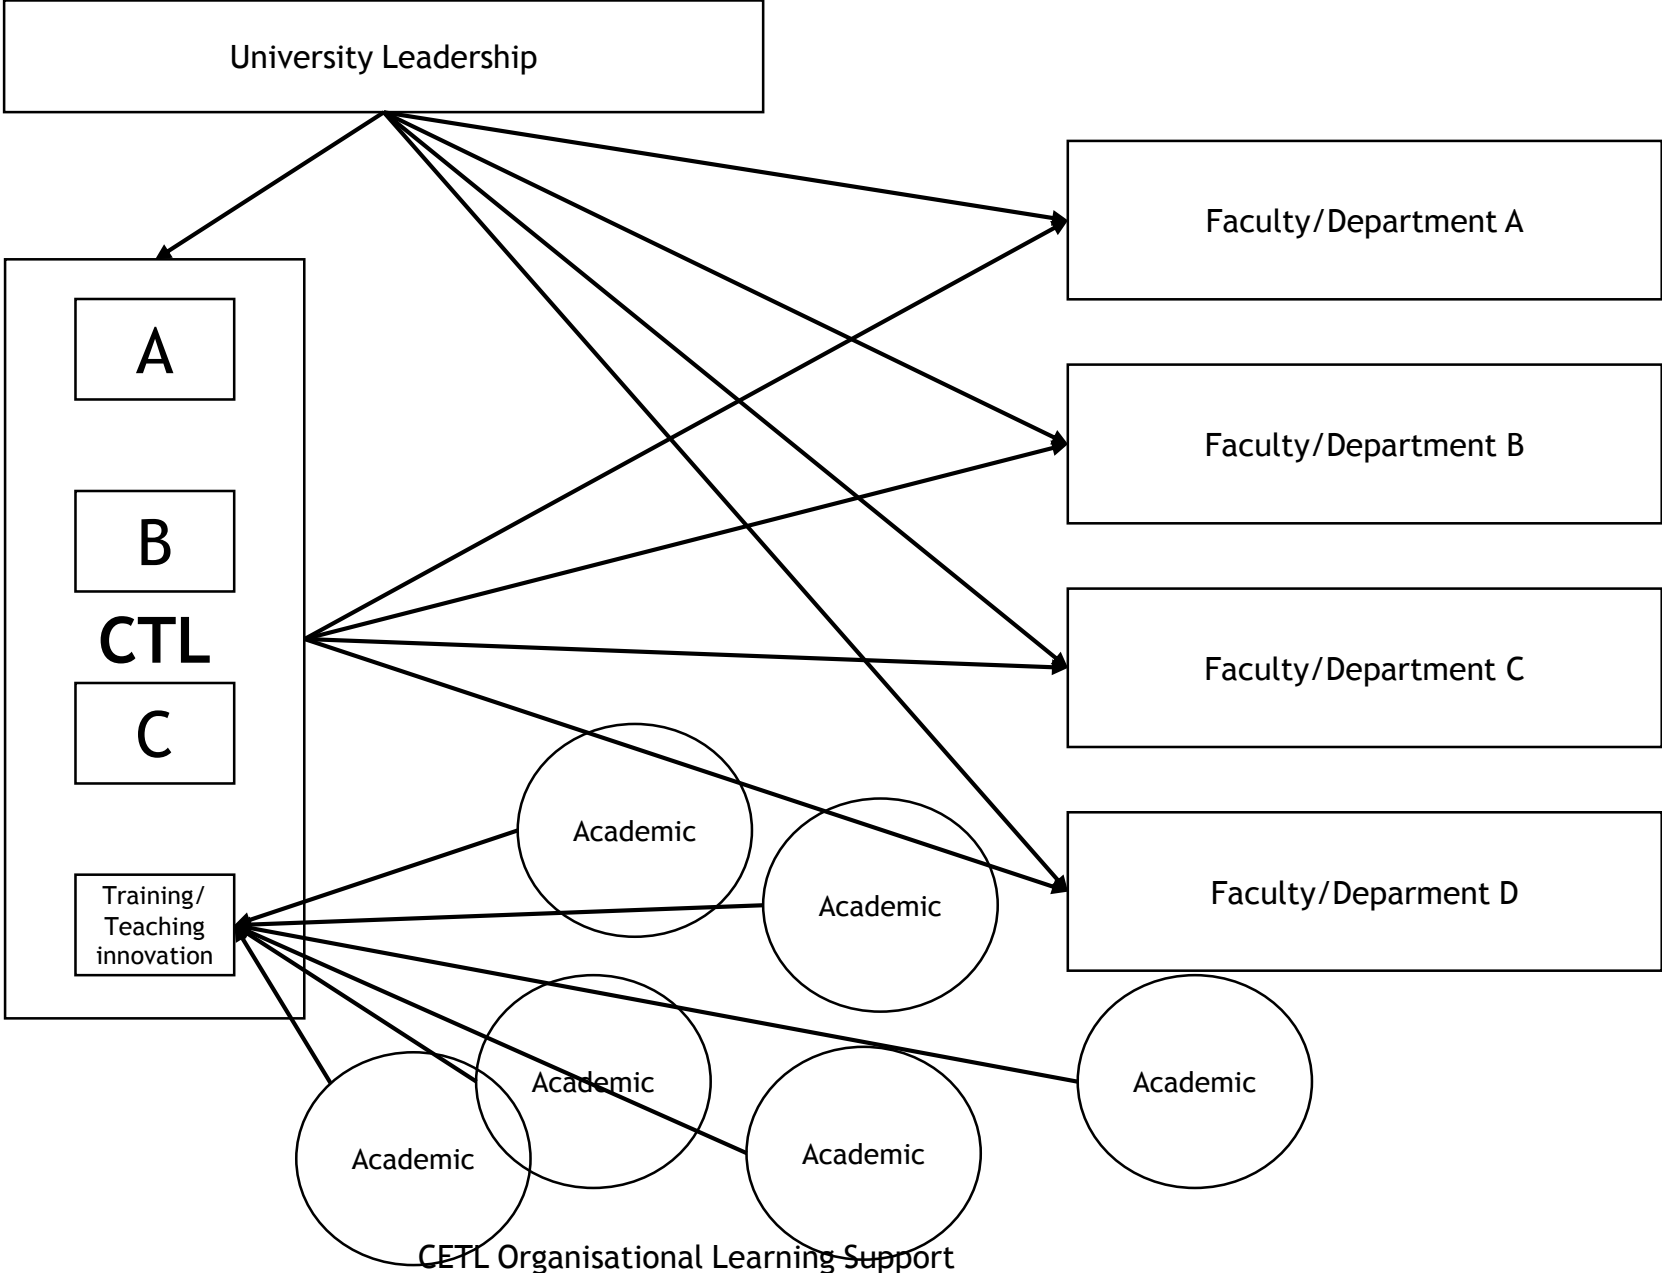 University Leadership
Faculty/Department A
A
Faculty/Department B
B
CTL
Faculty/Department C
C
Academic
Training/
Teaching
innovation
Academic
Faculty/Deparment D
Academic
Academic
Academic
Academic
CETL Organisational Learning Support